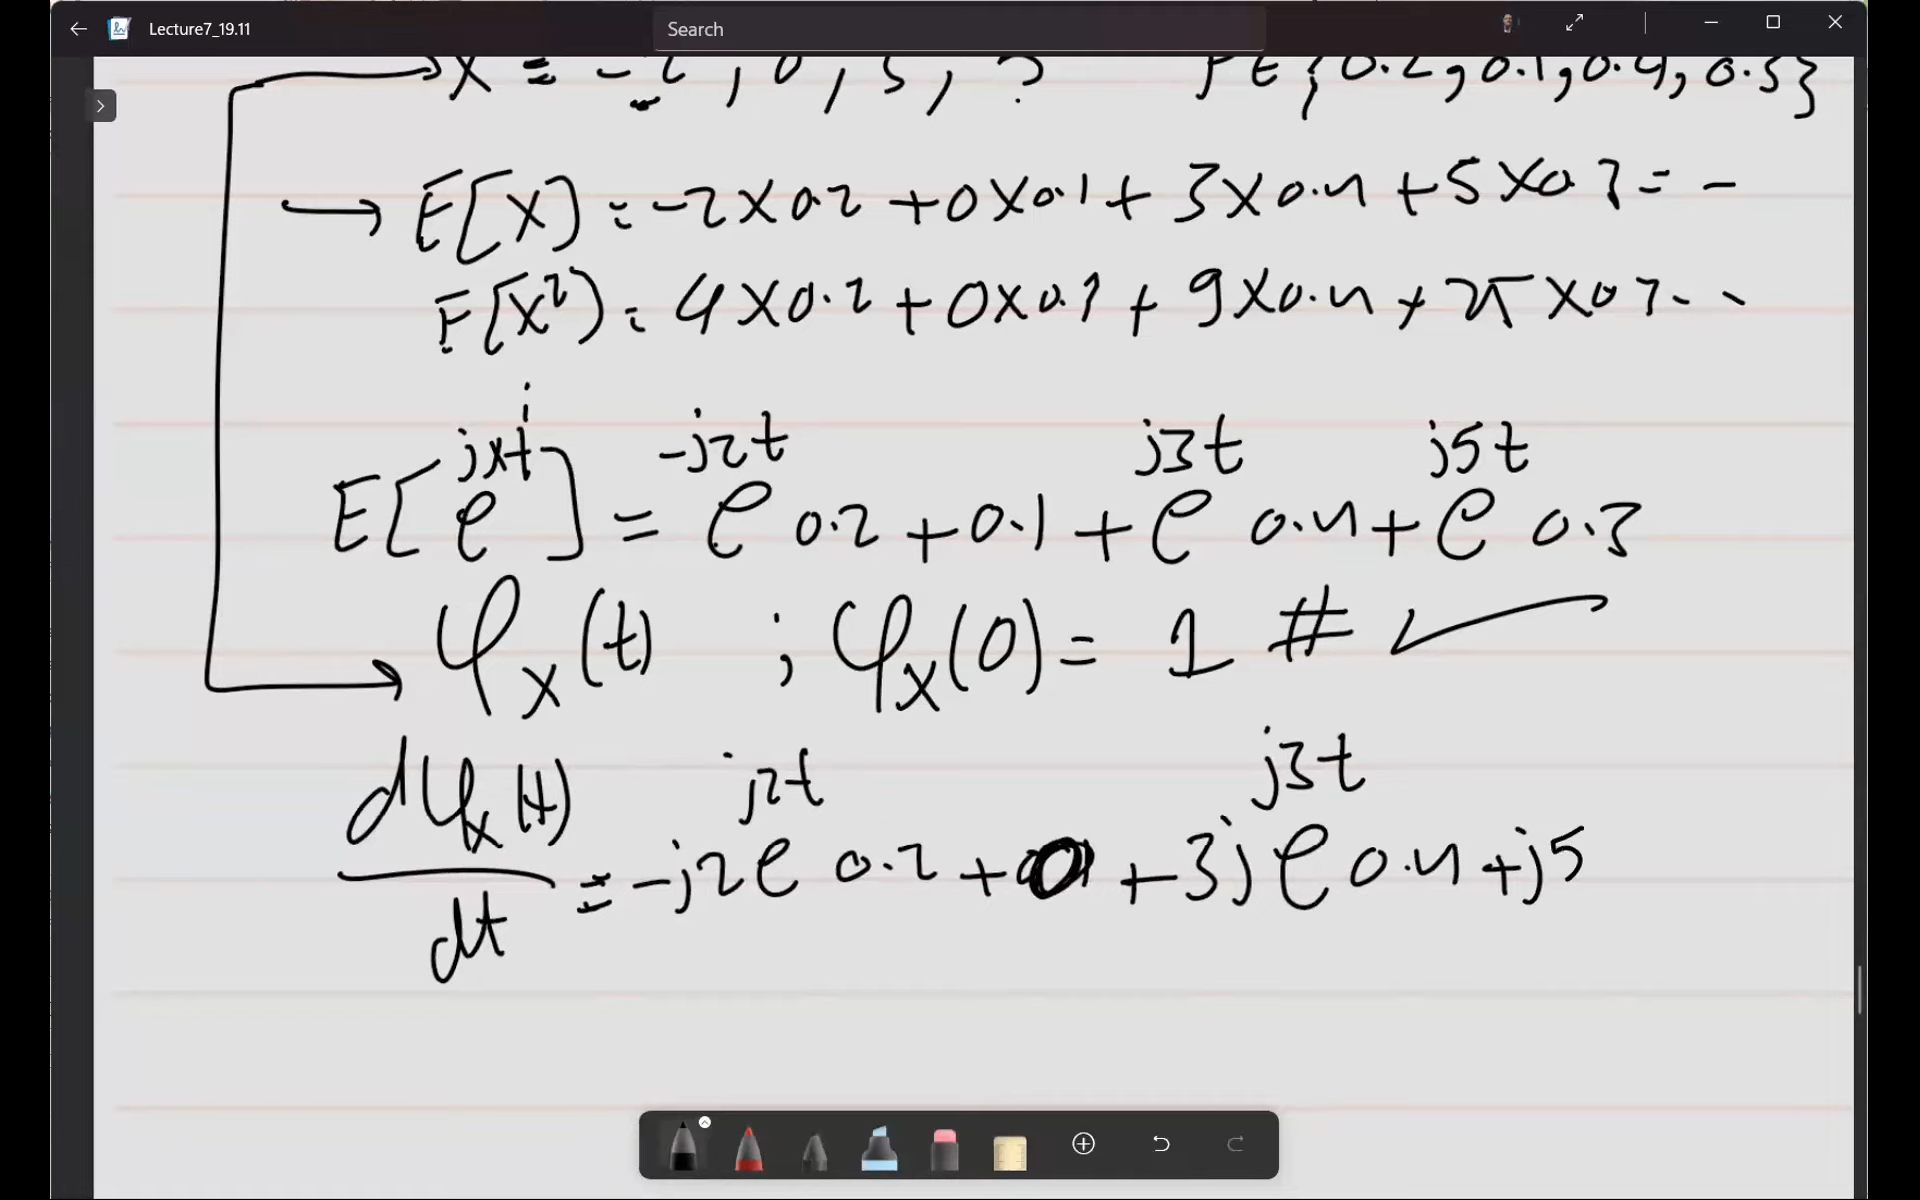 Lecture7_19.11
Search
X = -2, 0, 3, 5 P ∈ {0.2, 0.1, 0.4, 0.3}
→ E[X] = -2×0.2 + 0×0.1 + 3×0.4 + 5×0.3 = -
E[X²] = 4×0.2 + 0×0.1 + 9×0.4 + 25×0.3 - -
E[e^{jxt}] = e^{-j2t} 0.2 + 0.1 + e^{j3t} 0.4 + e^{j5t} 0.3
φ_X(t) ; φ_X(0) = 1 # ✓
dφ_X(t)/dt = -j2 e^{j2t} 0.2 + 0 + 3j e^{j3t} 0.4 + j5